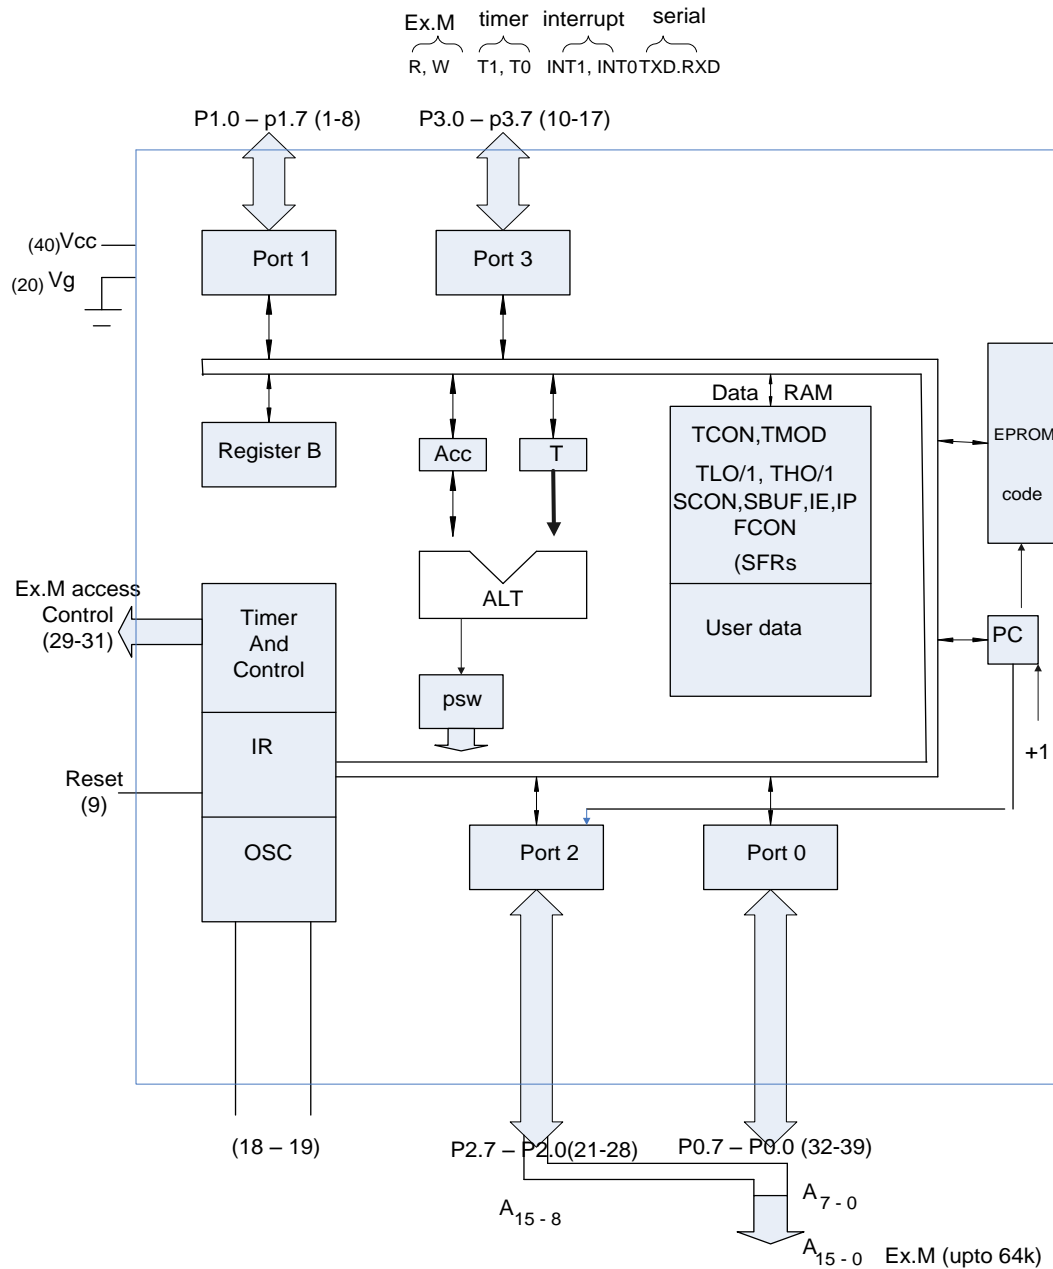 Ex.M timer interrupt serial
R, W T1, T0 INT1, INT0 TXD.RXD
P1.0 – p1.7 (1-8) P3.0 – p3.7 (10-17)
(40)Vcc
(20) Vg
Port 1 Port 3
Data RAM
Register B
Acc T
TCON,TMOD
TLO/1, THO/1
SCON,SBUF,IE,IP
FCON
(SFRs
User data
EPROM
code
ALT
psw
PC
+1
Ex.M access
Control
(29-31)
Timer
And
Control
IR
Reset
(9)
OSC
Port 2 Port 0
(18 – 19)
P2.7 – P2.0(21-28) P0.7 – P0.0 (32-39)
A15 - 8
A7 - 0
A15 - 0 Ex.M (upto 64k)